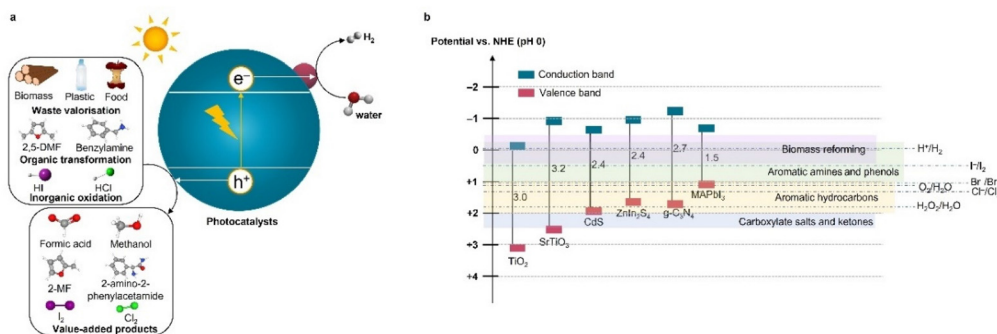 a
H₂
e⁻
water
h⁺
Photocatalysts
Biomass
Plastic
Food
Waste valorisation
2,5-DMF
Benzylamine
Organic transformation
HI
HCl
Inorganic oxidation
Formic acid
Methanol
2-MF
2-amino-2-
phenylacetamide
I₂
Cl₂
Value-added products
b
Potential vs. NHE (pH 0)
Conduction band
Valence band
−2
−1
0
+1
+2
+3
+4
3.0
3.2
2.4
2.4
2.7
1.5
TiO₂
SrTiO₃
CdS
ZnIn₂S₄
g-C₃N₄
MAPbI₃
Biomass reforming
Aromatic amines and phenols
Aromatic hydrocarbons
Carboxylate salts and ketones
H⁺/H₂
I⁻/I₂
Br⁻/Br
O₂/H₂O
Cl⁻/Cl
H₂O₂/H₂O